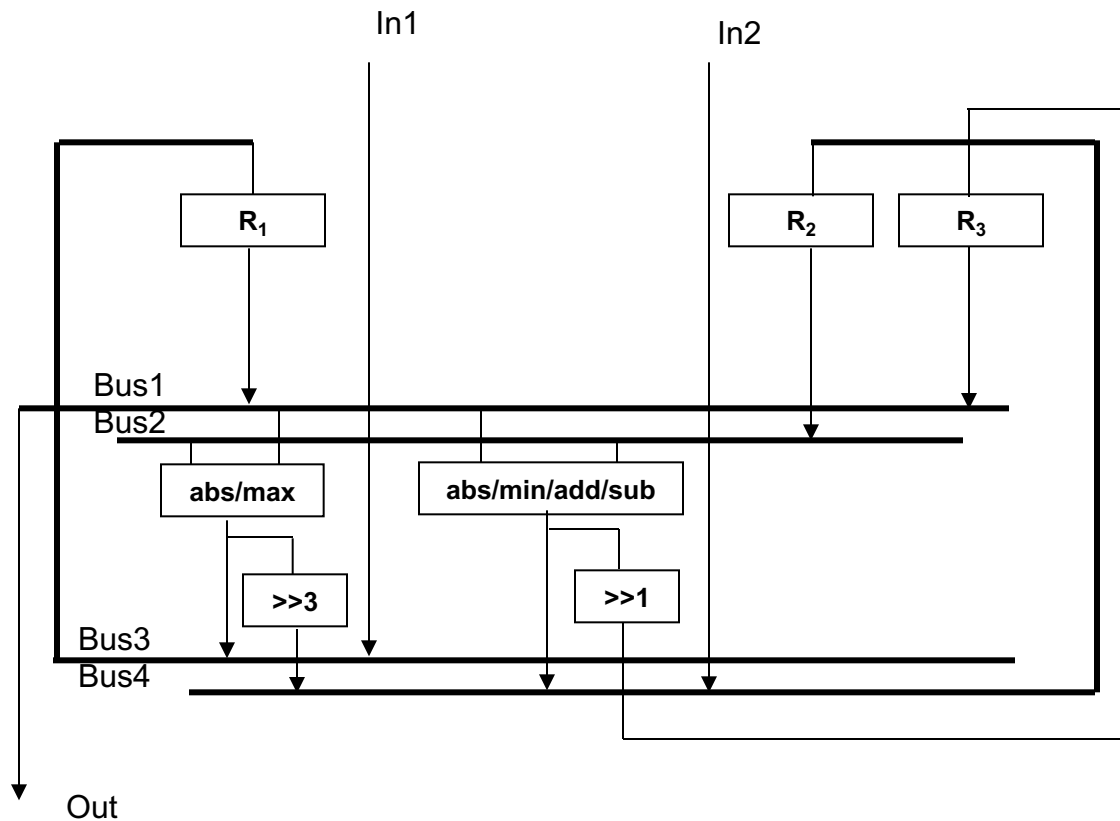 In1
In2
R₁
R₂
R₃
Bus1
Bus2
abs/max
abs/min/add/sub
>>3
>>1
Bus3
Bus4
Out